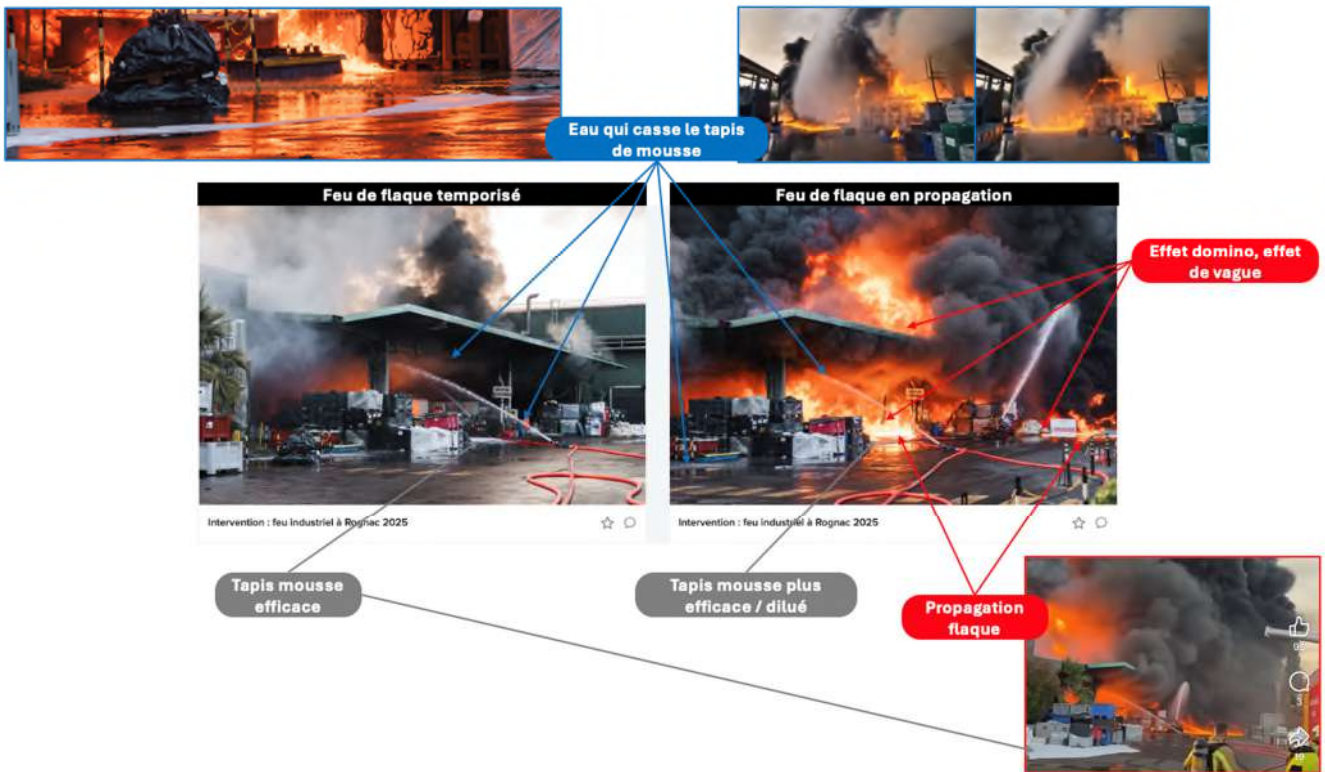 Eau qui casse le tapis
de mousse
Feu de flaque temporisé
Feu de flaque en propagation
Effet domino, effet
de vague
Intervention : feu industriel à Rognac 2025
Intervention : feu industriel à Rognac 2025
Tapis mousse
efficace
Tapis mousse plus
efficace / dilué
Propagation
flaque
3
19